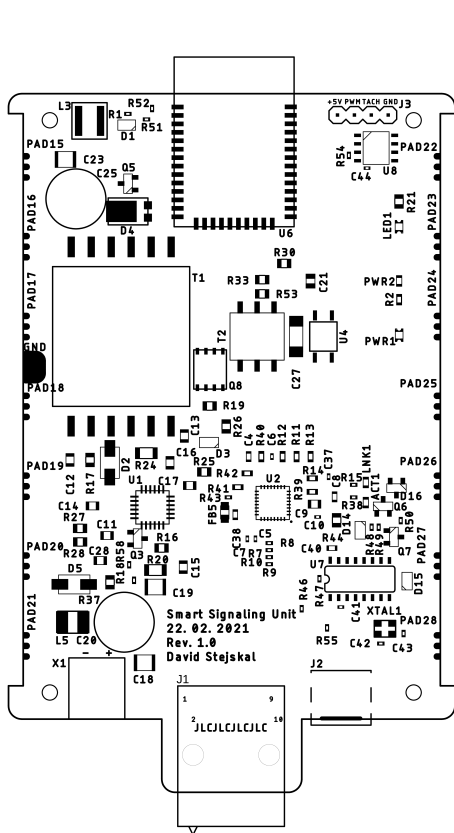 +5V PWM TACH GND J3
L3 R52
R1
R51
D1
PAD15
PAD22
R54
U8
C44
C23
C25 Q5
PAD16
PAD23
R21
LED1
D4
U6
R30
PAD17
T1
R33
C21
R53
PWR2
R2
PAD24
T2
U4
PWR1
GND
C27
Q8
PAD18
PAD25
R19
C13
R26
D3
C4 R40 C6 R12 R11 R13
PAD19
C12
R17
D2
R24
R25
R42
C37
LNK1
PAD26
R14
R15
C8
ACT1
D16
U1
C17
R41
R43
U2
R39
R38
C14
FB5
C9
Q6
R27
C11
R16
C10
D14
R50
R28
Q3
C38
C7 R7 C5 R8
R10
R9
R44
C40
R48
R49
Q7
PAD27
PAD20
C28
R18 R58
R20
C15
U7
D5
R37
C19
R46
R47
D15
C41
PAD21
L5 C20
R55
XTAL1
PAD28
C42 C43
Smart Signaling Unit
22. 02. 2021
Rev. 1.0
David Stejskal
X1
- +
C18
J2
J1
1 9
2 10
JLCJLCJLCJLC